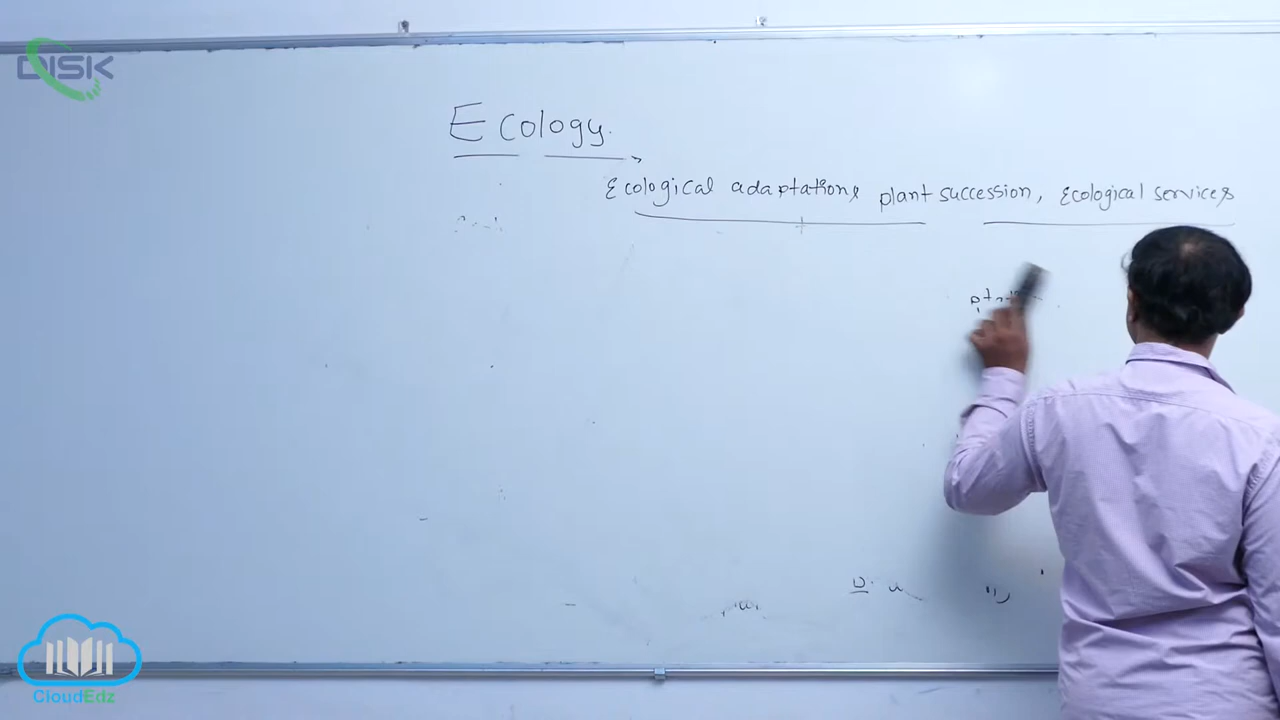 DISK
Ecology.
Ecological adaptations plant succession, Ecological services
CloudEdz